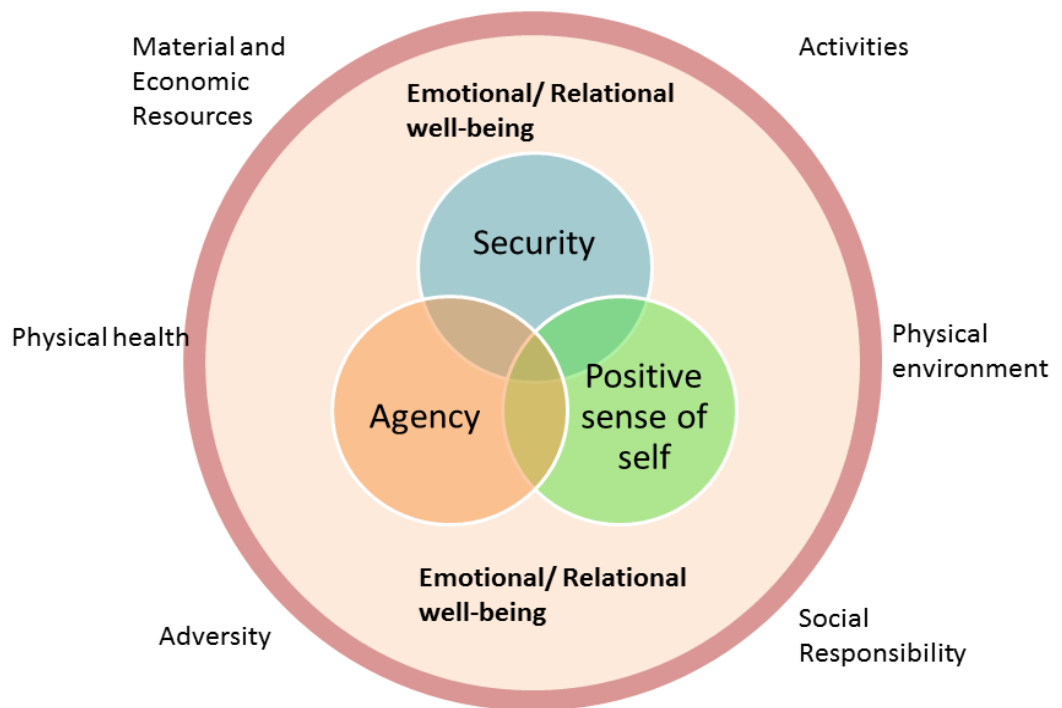 Material and
Economic
Resources
Activities
Emotional/ Relational
well-being
Security
Physical health
Physical
environment
Agency
Positive
sense of
self
Emotional/ Relational
well-being
Adversity
Social
Responsibility